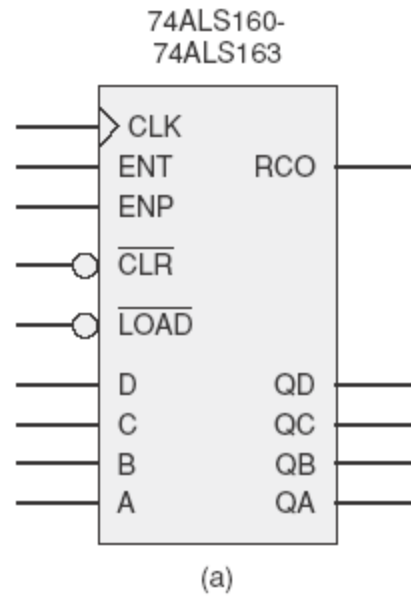 74ALS160-
74ALS163
CLK
ENT RCO
ENP
CLR
LOAD
D QD
C QC
B QB
A QA
(a)